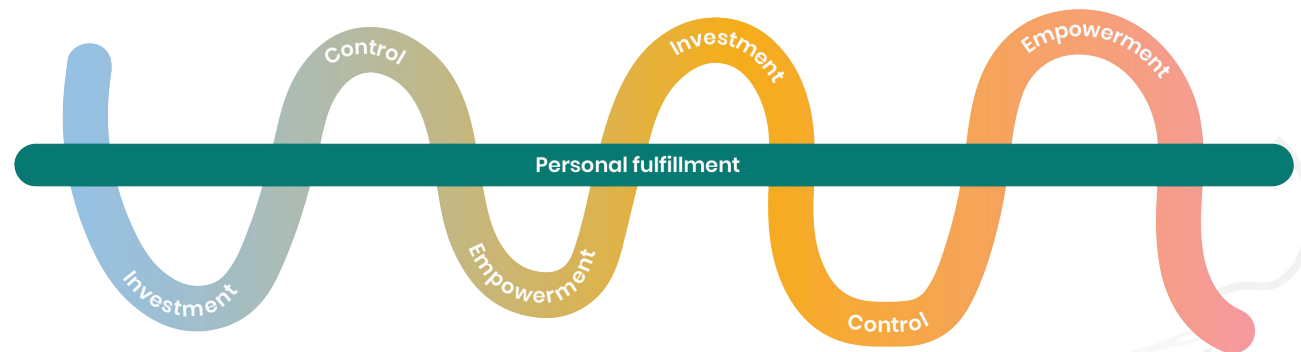 Investment
Control
Empowerment
Investment
Control
Empowerment
Personal fulfillment